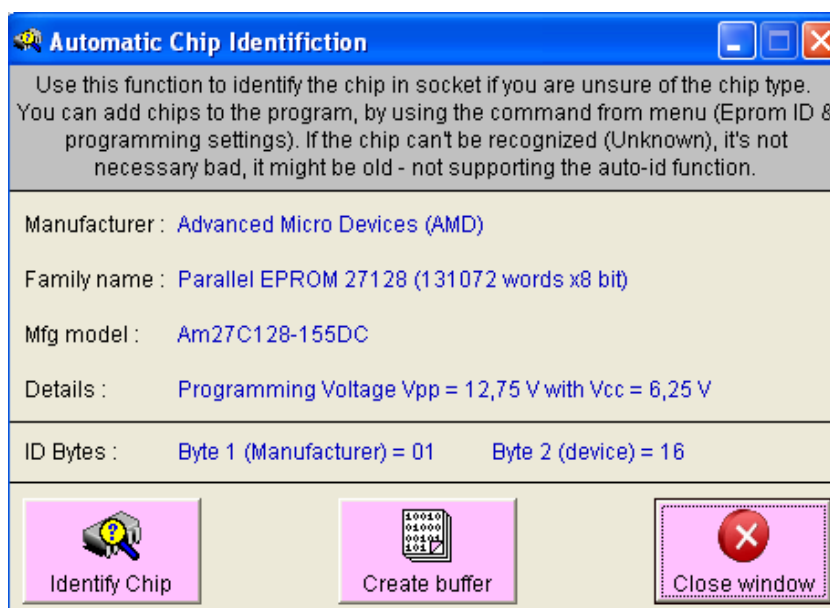 Automatic Chip Identifiction
Use this function to identify the chip in socket if you are unsure of the chip type.
You can add chips to the program, by using the command from menu (Eprom ID &
programming settings). If the chip can't be recognized (Unknown), it's not
necessary bad, it might be old - not supporting the auto-id function.
Manufacturer : Advanced Micro Devices (AMD)
Family name : Parallel EPROM 27128 (131072 words x8 bit)
Mfg model : Am27C128-155DC
Details : Programming Voltage Vpp = 12,75 V with Vcc = 6,25 V
ID Bytes : Byte 1 (Manufacturer) = 01 Byte 2 (device) = 16
Identify Chip Create buffer Close window